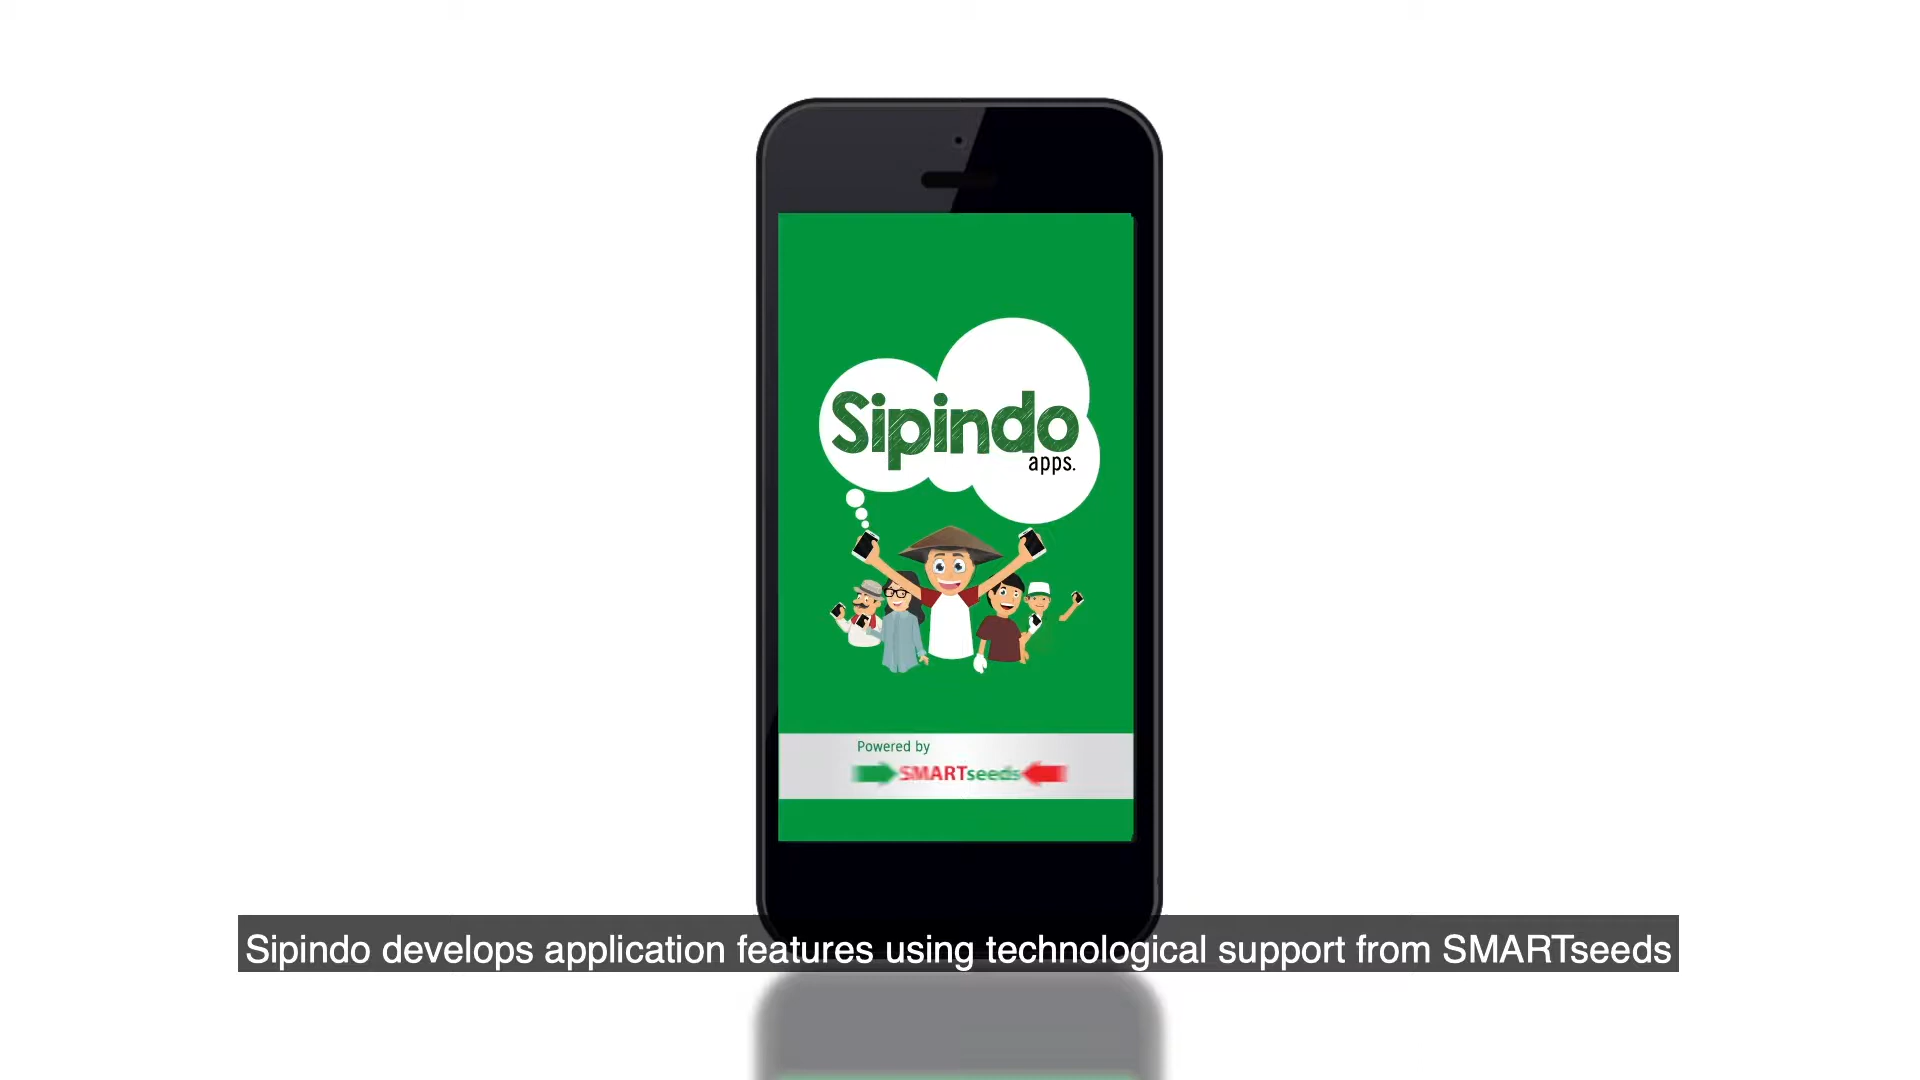 Sipindo
apps.
Powered by
SMARTseeds
Sipindo develops application features using technological support from SMARTseeds